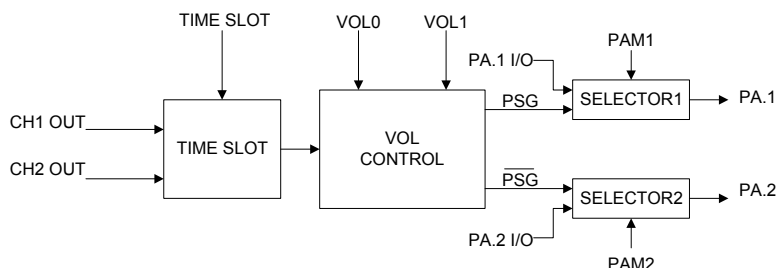 TIME SLOT
VOL0
VOL1
PAM1
PA.1 I/O
SELECTOR1
PA.1
PSG
CH1 OUT
TIME SLOT
VOL
CONTROL
CH2 OUT
PSG
SELECTOR2
PA.2
PA.2 I/O
PAM2